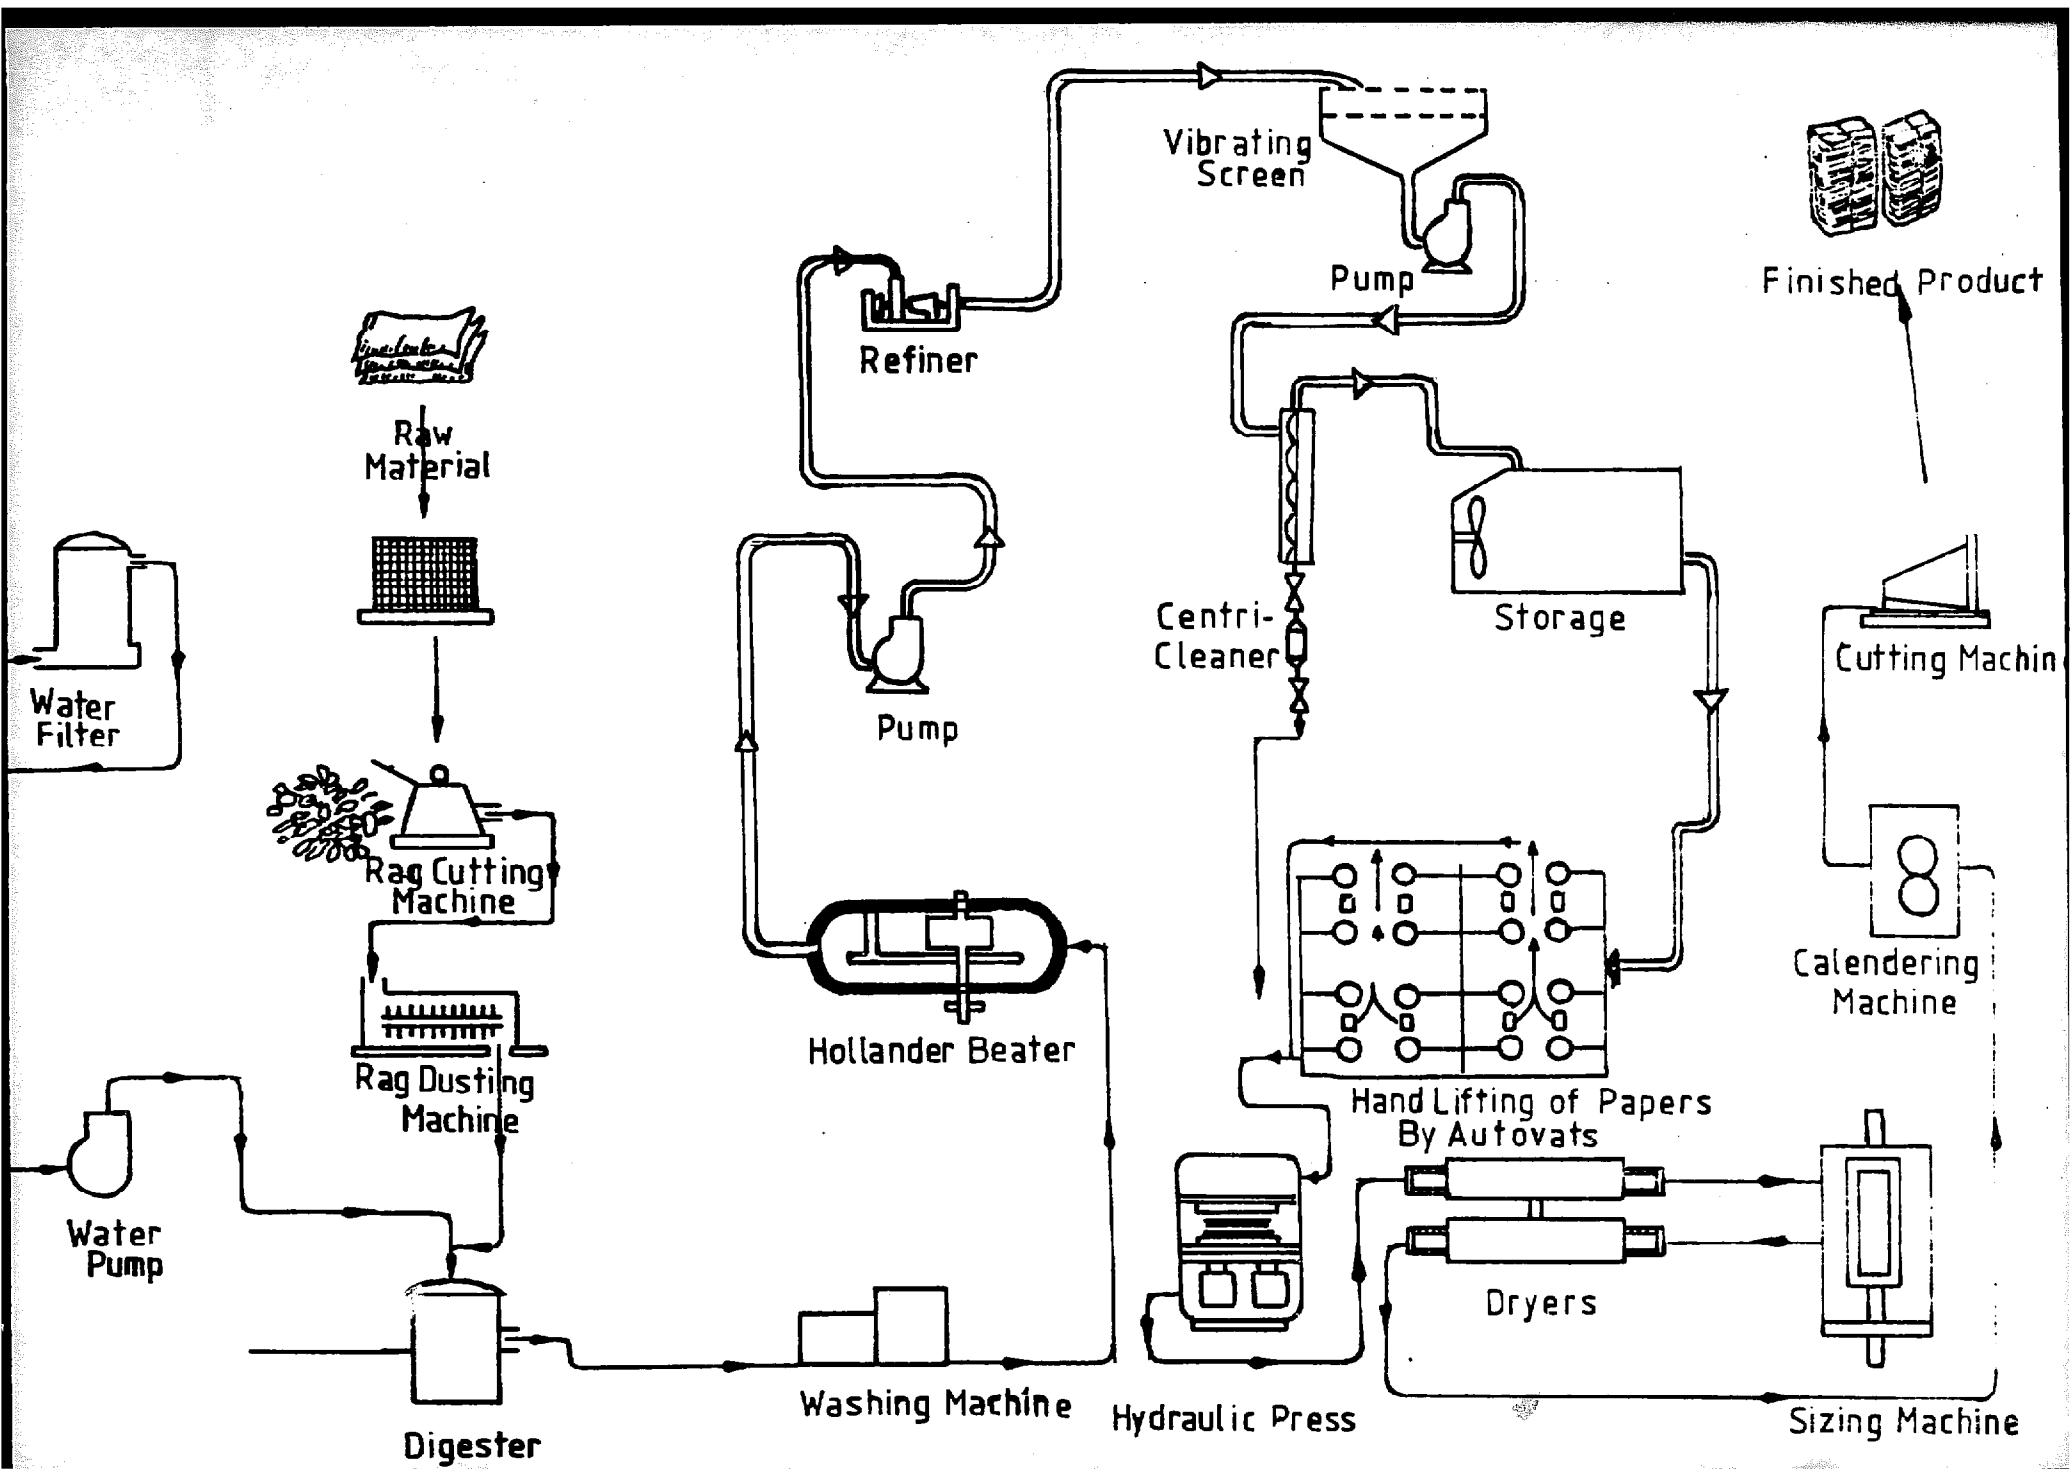 Vibrating
Screen
Pump
Finished Product
Refiner
Raw
Material
Centri-
Cleaner
Storage
Cutting Machin
Water
Filter
Pump
Rag Cutting
Machine
Calendering
Machine
Hollander Beater
Rag Dusting
Machine
Hand Lifting of Papers
By Autovats
Water
Pump
Dryers
Washing Machine
Hydraulic Press
Sizing Machine
Digester